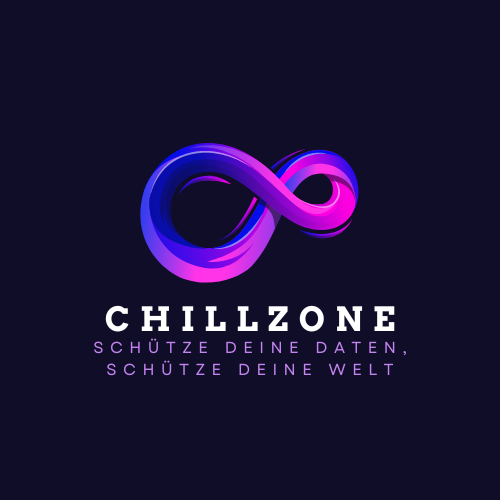 CHILLZONE
SCHÜTZE DEINE DATEN,
SCHÜTZE DEINE WELT